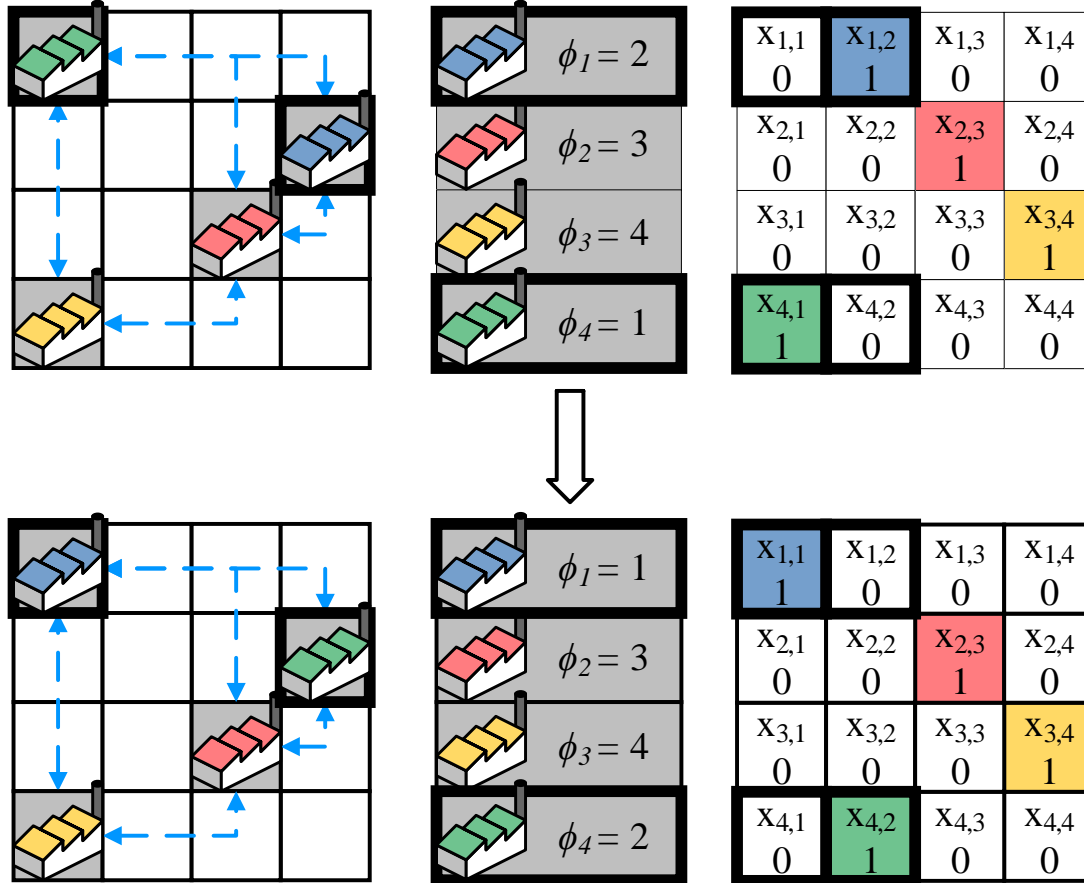 ϕ1 = 2
ϕ2 = 3
ϕ3 = 4
ϕ4 = 1
x1,1 x1,2 x1,3 x1,4
0 1 0 0
x2,1 x2,2 x2,3 x2,4
0 0 1 0
x3,1 x3,2 x3,3 x3,4
0 0 0 1
x4,1 x4,2 x4,3 x4,4
1 0 0 0
ϕ1 = 1
ϕ2 = 3
ϕ3 = 4
ϕ4 = 2
x1,1 x1,2 x1,3 x1,4
1 0 0 0
x2,1 x2,2 x2,3 x2,4
0 0 1 0
x3,1 x3,2 x3,3 x3,4
0 0 0 1
x4,1 x4,2 x4,3 x4,4
0 1 0 0